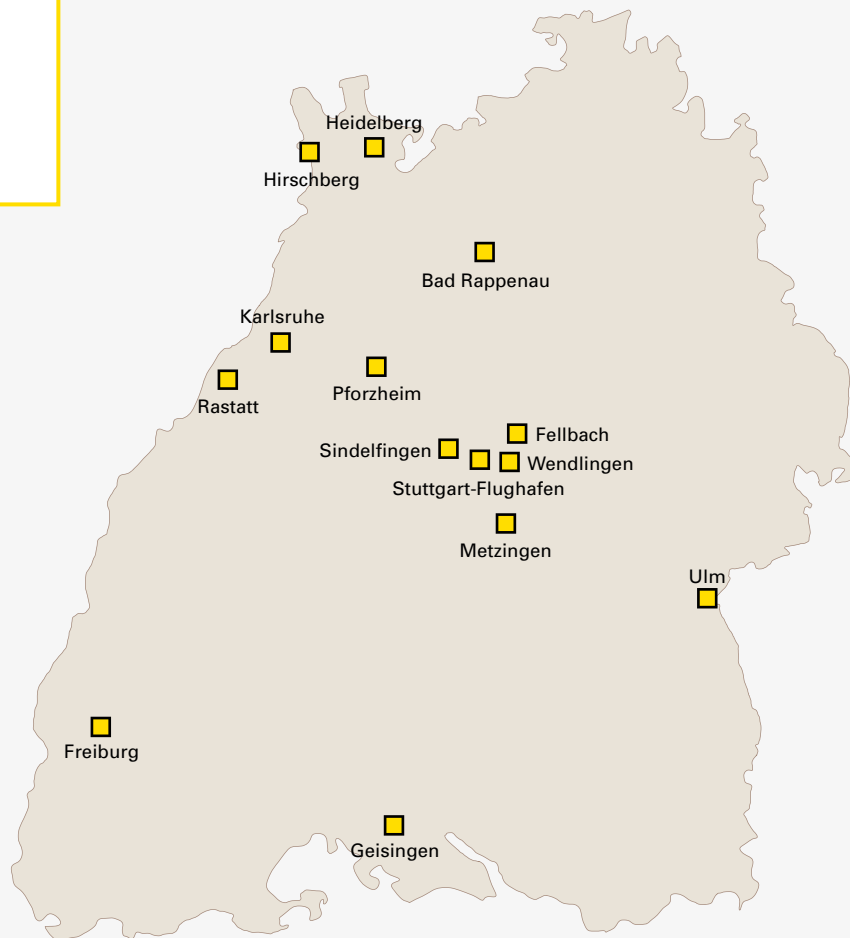 Heidelberg
Hirschberg
Bad Rappenau
Karlsruhe
Pforzheim
Rastatt
Fellbach
Sindelfingen
Wendlingen
Stuttgart-Flughafen
Metzingen
Ulm
Freiburg
Geisingen